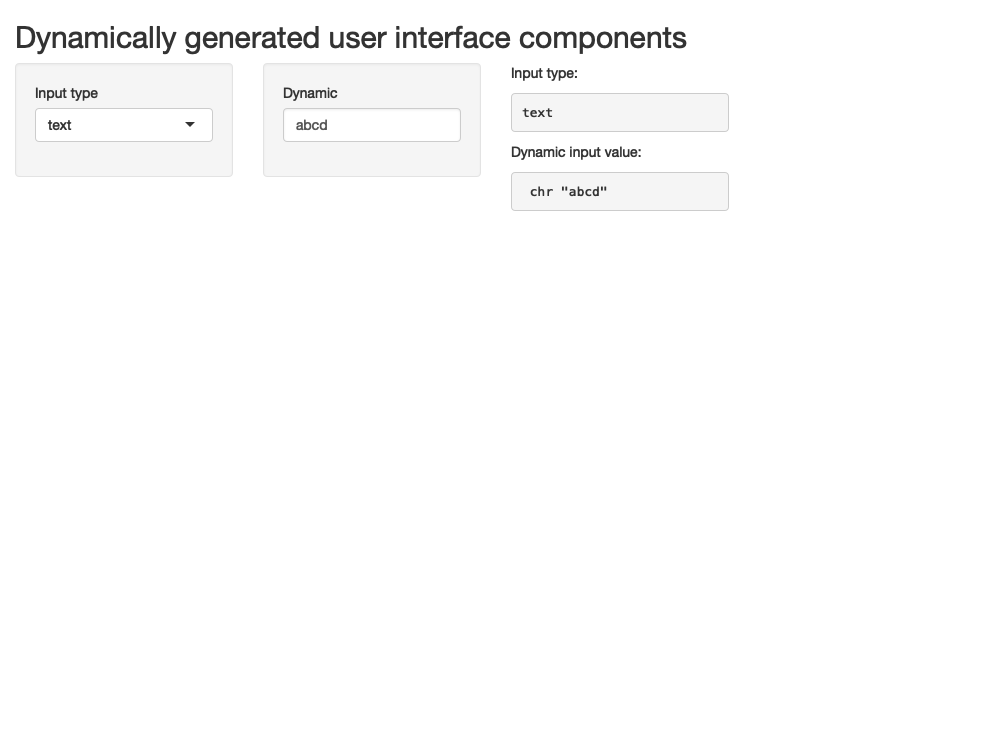 Dynamically generated user interface components
Input type
text
Dynamic
abcd
Input type:
text
Dynamic input value:
chr "abcd"